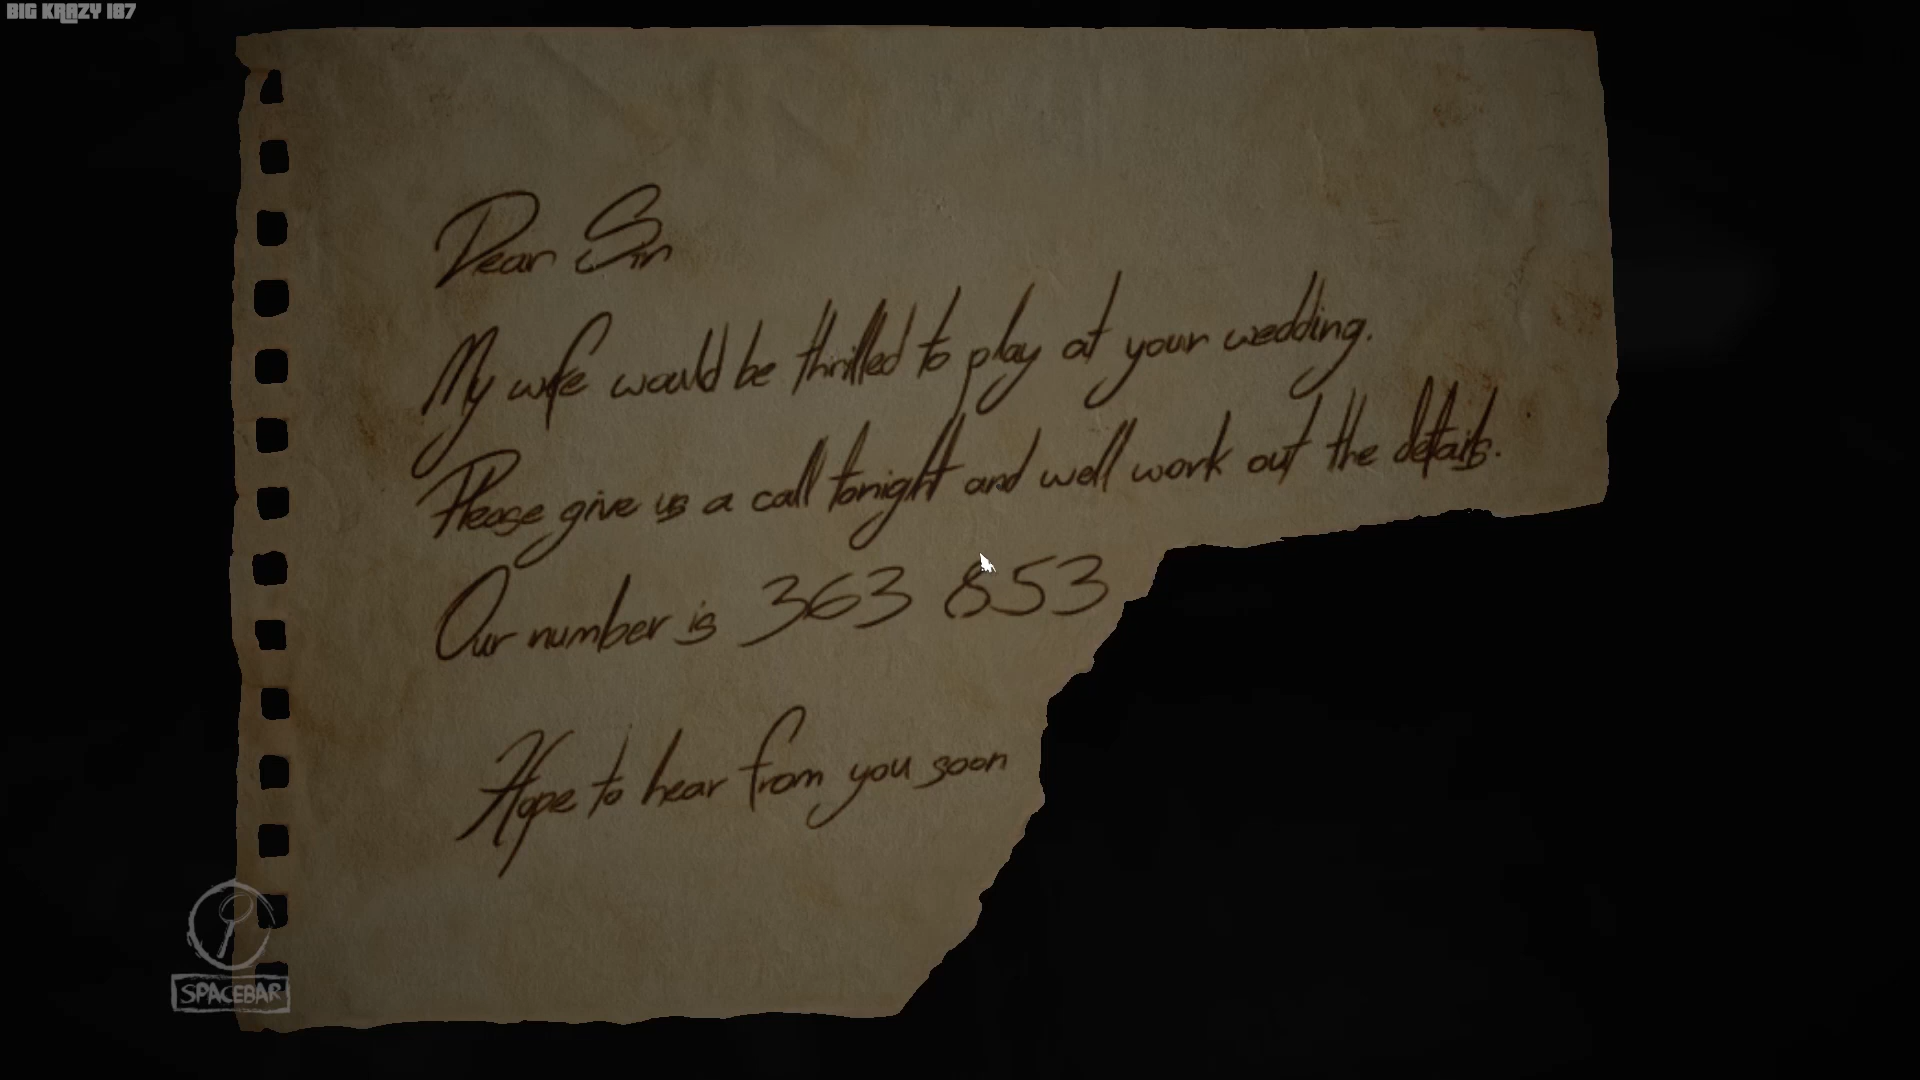 BIG KRAZY 187
Dear Sir
My wife would be thrilled to play at your wedding.
Please give us a call tonight and well work out the details.
Our number is 363 853
Hope to hear from you soon
SPACEBAR